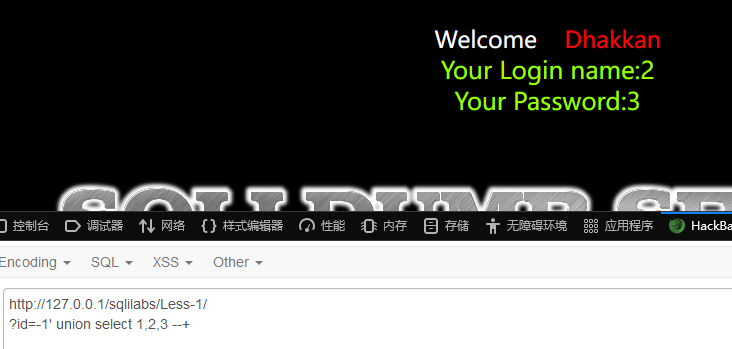 Welcome Dhakkan
Your Login name:2
Your Password:3
控制台 调试器 网络 样式编辑器 性能 内存 存储 无障碍环境 应用程序 HackBa
Encoding SQL XSS Other
http://127.0.0.1/sqlilabs/Less-1/
?id=-1' union select 1,2,3 --+